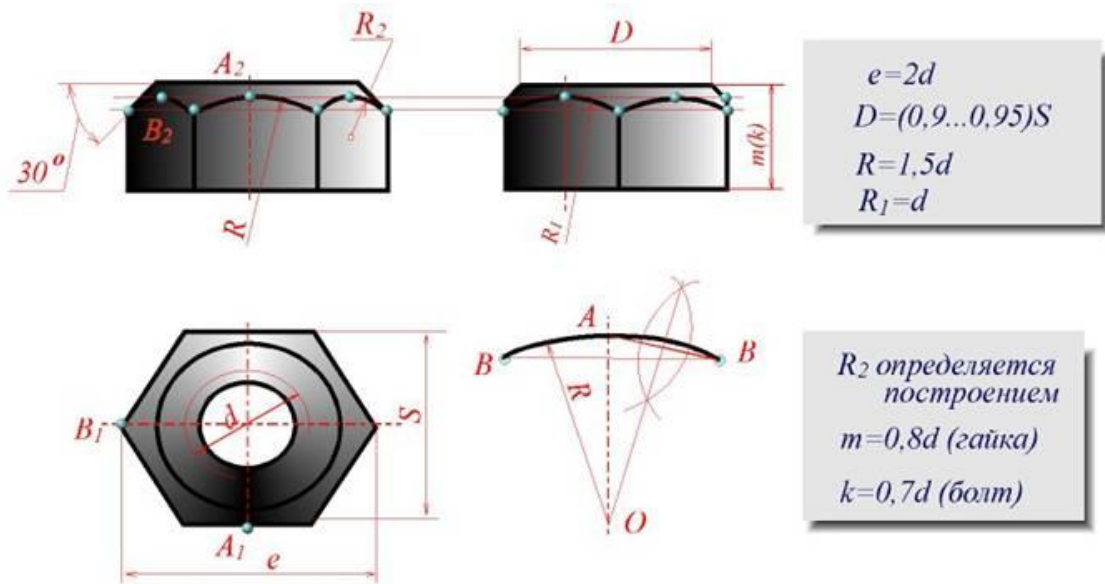 R₂
A₂
B₂
30°
R
D
R₁
m(k)
e=2d
D=(0,9...0,95)S
R=1,5d
R₁=d
B₁
d
S
A₁
e
A
B
B
R
O
R₂ определяется
построением
m=0,8d (гайка)
k=0,7d (болт)